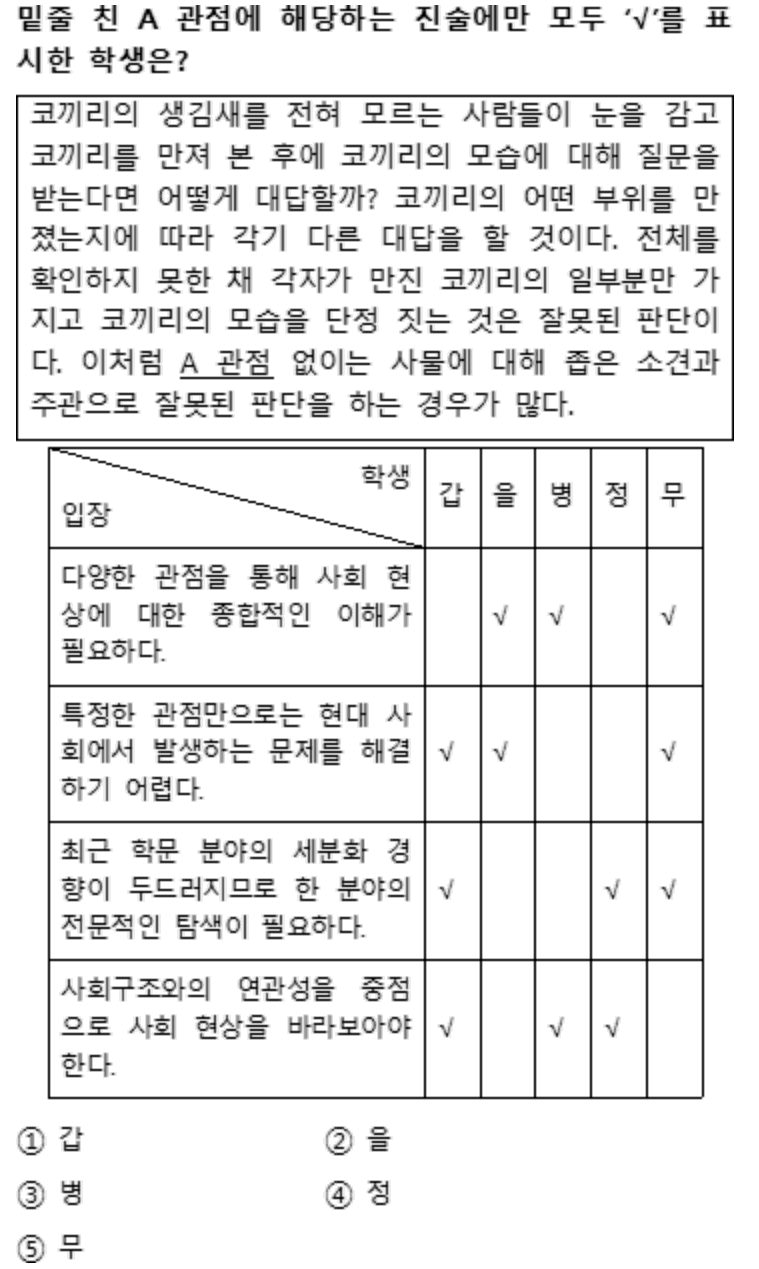 밑줄 친 A 관점에 해당하는 진술에만 모두 ‘√’를 표
시한 학생은?
코끼리의 생김새를 전혀 모르는 사람들이 눈을 감고
코끼리를 만져 본 후에 코끼리의 모습에 대해 질문을
받는다면 어떻게 대답할까? 코끼리의 어떤 부위를 만
졌는지에 따라 각기 다른 대답을 할 것이다. 전체를
확인하지 못한 채 각자가 만진 코끼리의 일부분만 가
지고 코끼리의 모습을 단정 짓는 것은 잘못된 판단이
다. 이처럼 A 관점 없이는 사물에 대해 좁은 소견과
주관으로 잘못된 판단을 하는 경우가 많다.
학생
입장
갑 을 병 정 무
다양한 관점을 통해 사회 현
상에 대한 종합적인 이해가
필요하다.
√ √ √
특정한 관점만으로는 현대 사
회에서 발생하는 문제를 해결
하기 어렵다.
√ √ √
최근 학문 분야의 세분화 경
향이 두드러지므로 한 분야의
전문적인 탐색이 필요하다.
√ √ √
사회구조와의 연관성을 중점
으로 사회 현상을 바라보아야
한다.
√ √ √
① 갑 ② 을
③ 병 ④ 정
⑤ 무